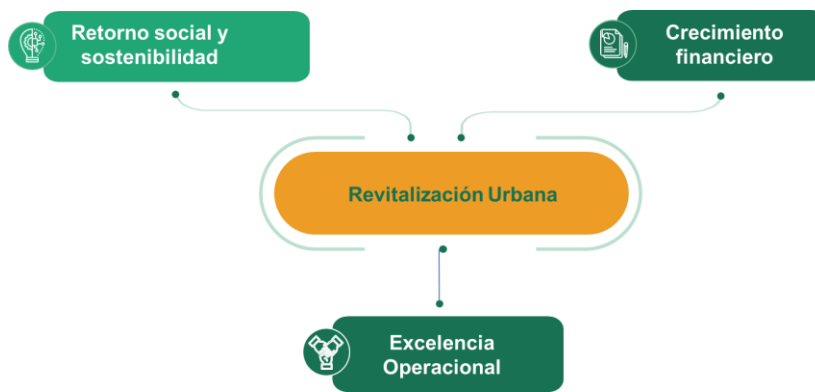 Retorno social y
sostenibilidad
Crecimiento
financiero
Revitalización Urbana
Excelencia
Operacional